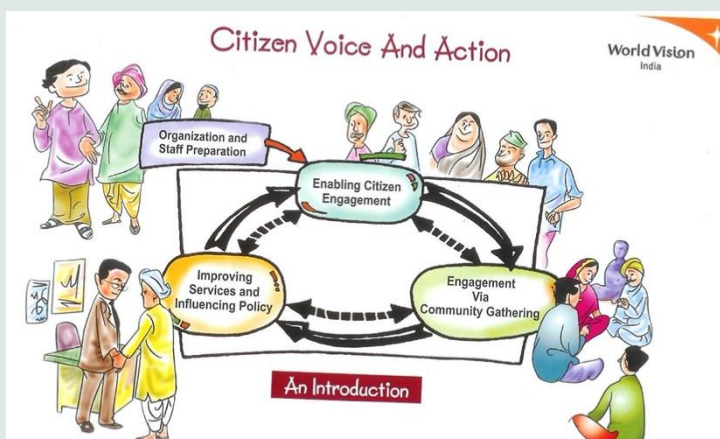 Citizen Voice And Action
World Vision
India
Organization and
Staff Preparation
Enabling Citizen
Engagement
Improving
Services and
Influencing Policy
Engagement
Via
Community Gathering
An Introduction